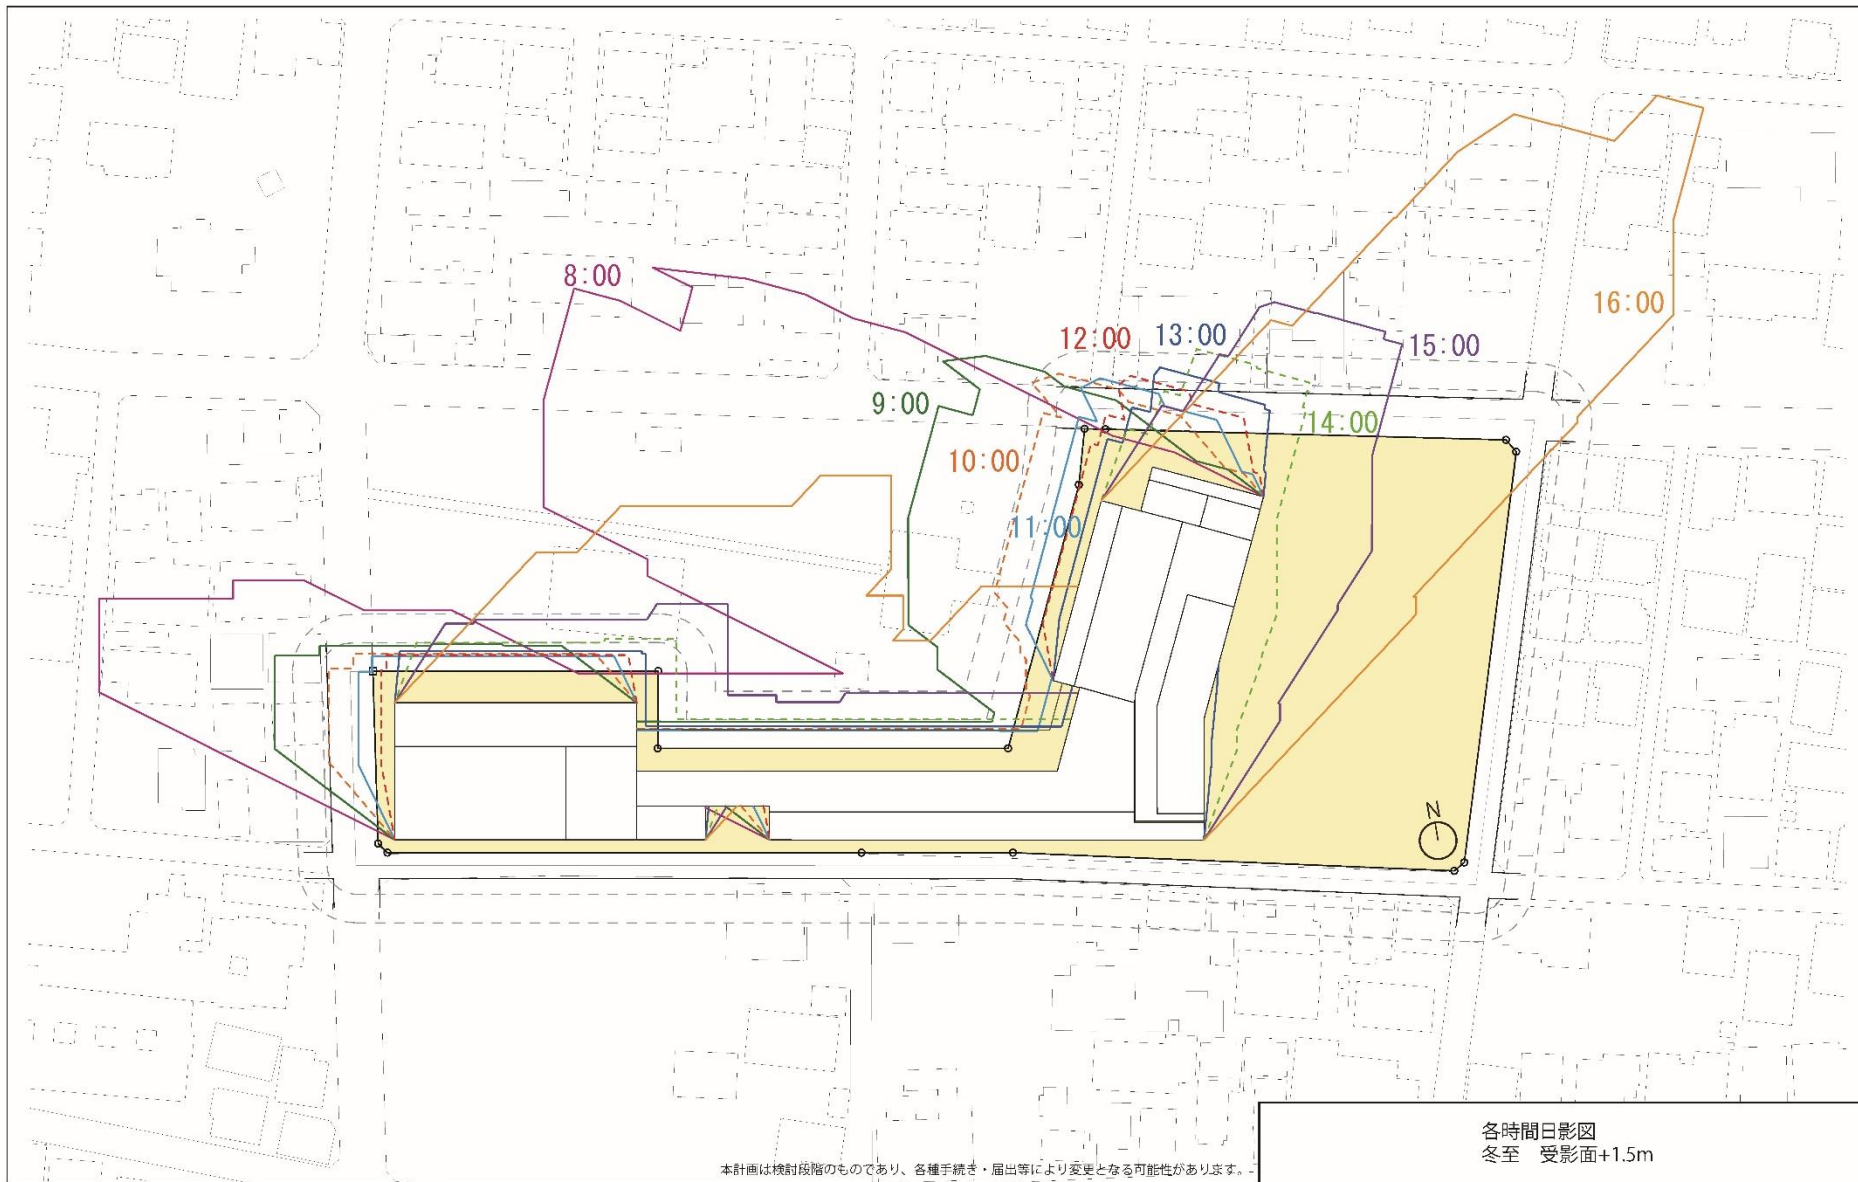 8:00
9:00
10:00
11:00
12:00
13:00
14:00
15:00
16:00
N
各時間日影図
冬至　受影面+1.5m
本計画は検討段階のものであり、各種手続き・届出等により変更となる可能性があります。